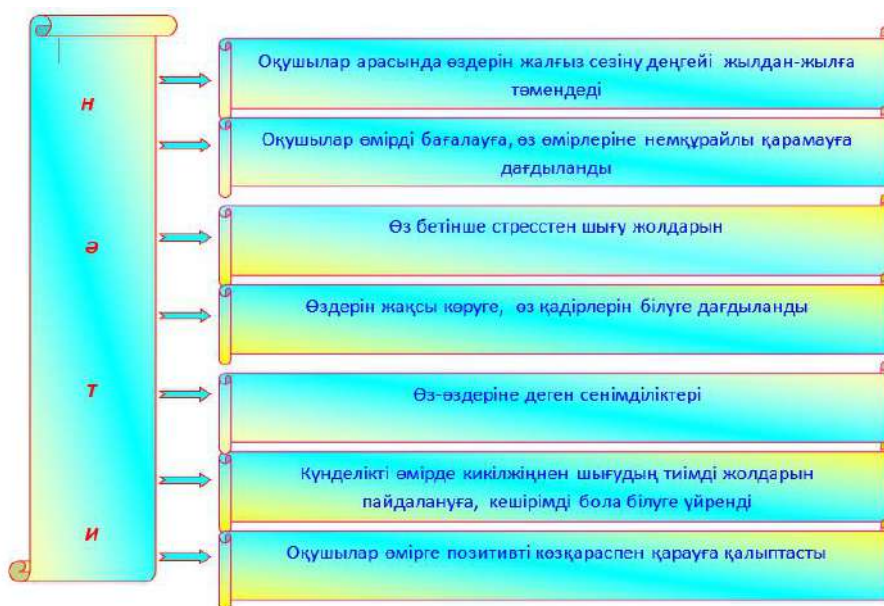 Н
Ә
Т
И
Оқушылар арасында өздерін жалғыз сезіну деңгейі жылдан-жылға
төмендеді
Оқушылар өмірді бағалауға, өз өмірлеріне немқұрайлы қарамауға
дағдыланды
Өз бетінше стресстен шығу жолдарын
Өздерін жақсы көруге, өз қадірлерін білуге дағдыланды
Өз-өздеріне деген сенімділіктері
Күнделікті өмірде кикілжіңнен шығудың тиімді жолдарын
пайдалануға, кешірімді бола білуге үйренді
Оқушылар өмірге позитивті көзқараспен қарауға қалыптасты